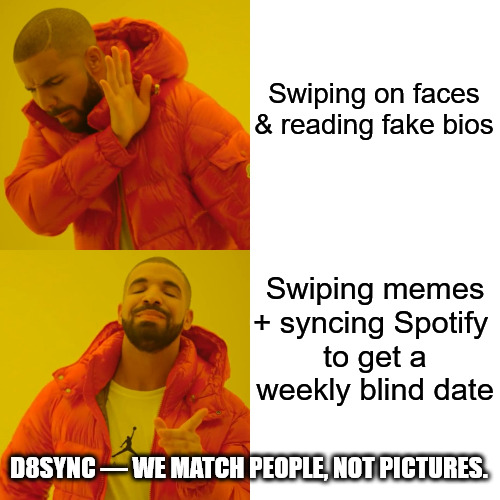 Swiping on faces
& reading fake bios
Swiping memes
+ syncing Spotify
to get a
weekly blind date
D8SYNC — WE MATCH PEOPLE, NOT PICTURES.